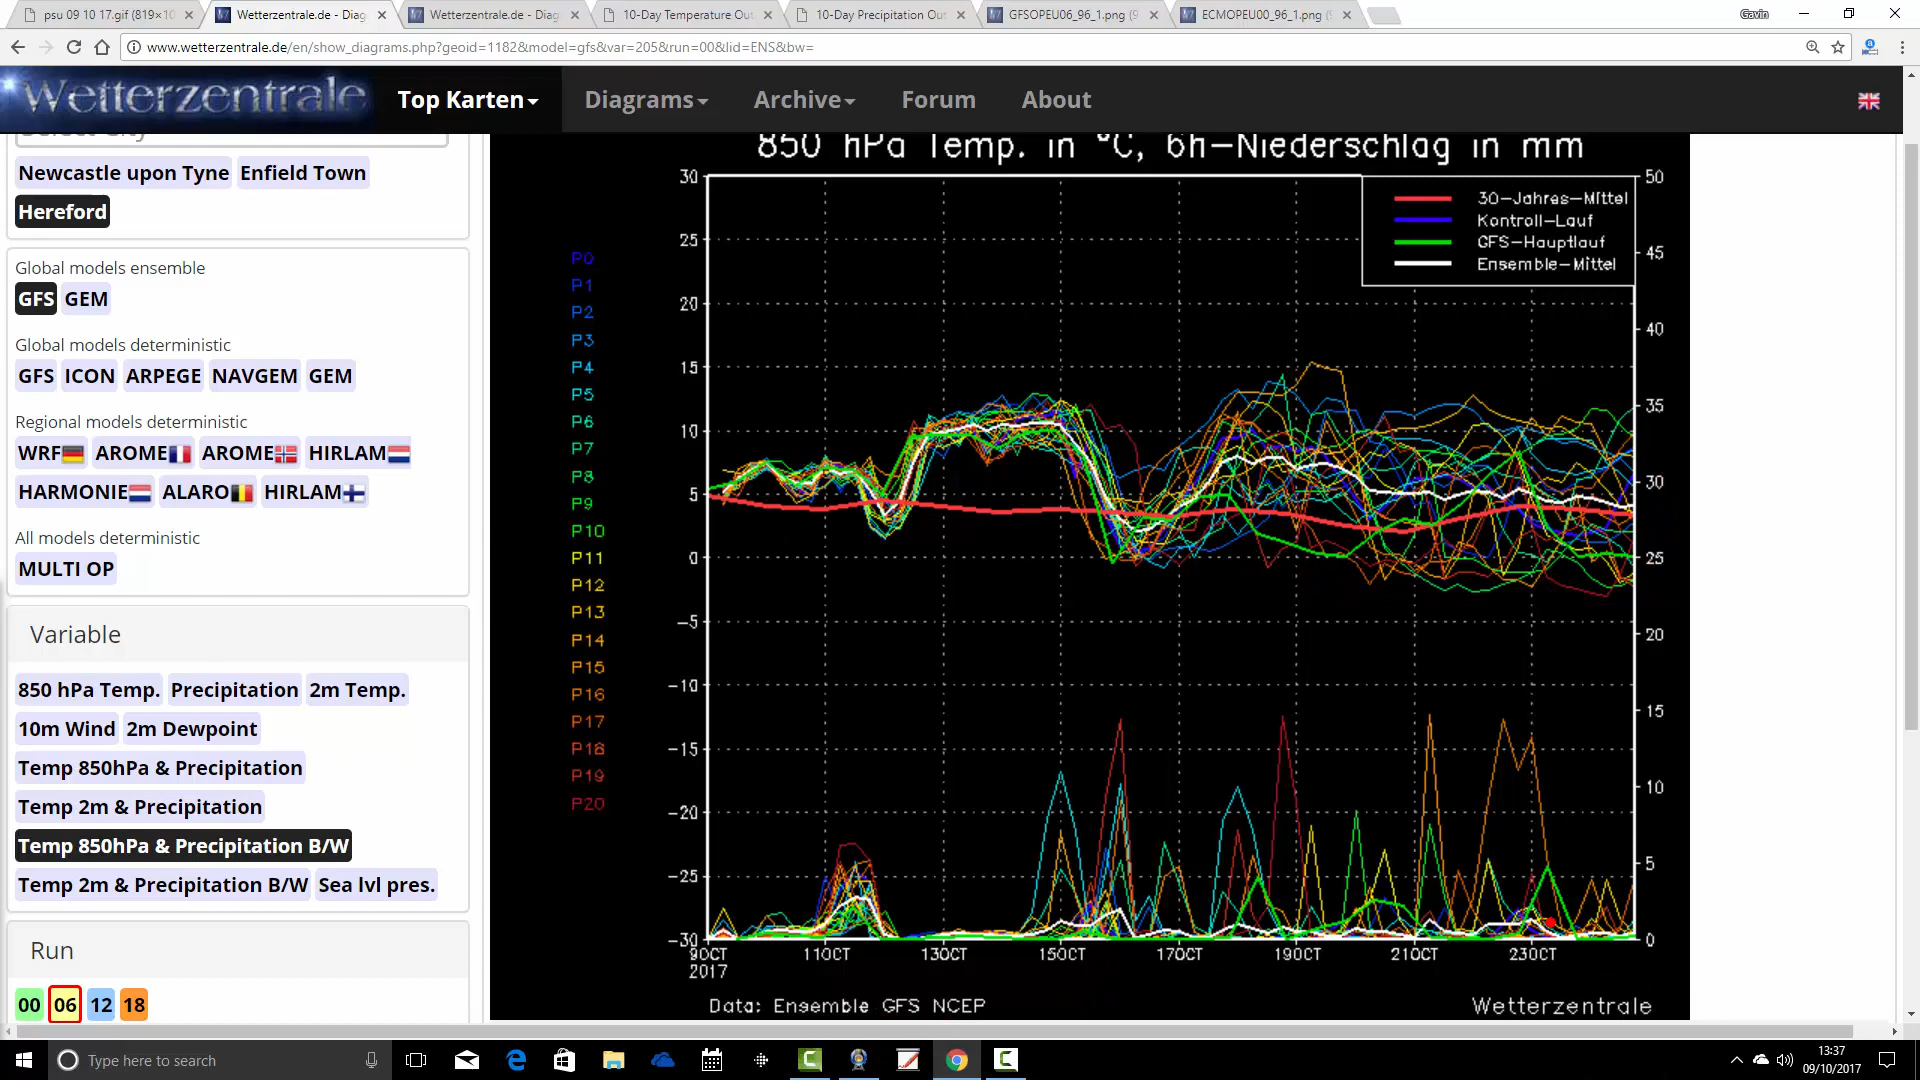 psu 09 10 17.gif (819×10
Wetterzentrale.de - Diag
Wetterzentrale.de - Diag
10-Day Temperature Out
10-Day Precipitation Out
GFSOPEU06_96_1.png (9
ECMOPEU00_96_1.png (9
Gavin
www.wetterzentrale.de/en/show_diagrams.php?geoid=1182&model=gfs&var=205&run=00&lid=ENS&bw=
Wetterzentrale
Top Karten
Diagrams
Archive
Forum
About
Select City
Newcastle upon Tyne
Enfield Town
Hereford
Global models ensemble
GFS
GEM
Global models deterministic
GFS
ICON
ARPEGE
NAVGEM
GEM
Regional models deterministic
WRF
AROME
AROME
HIRLAM
HARMONIE
ALARO
HIRLAM
All models deterministic
MULTI OP
Variable
850 hPa Temp.
Precipitation
2m Temp.
10m Wind
2m Dewpoint
Temp 850hPa & Precipitation
Temp 2m & Precipitation
Temp 850hPa & Precipitation B/W
Temp 2m & Precipitation B/W
Sea lvl pres.
Run
00
06
12
18
850 hPa Temp. in °C, 6h-Niederschlag in mm
30-Jahres-Mittel
Kontroll-Lauf
GFS-Hauptlauf
Ensemble-Mittel
P0
P1
P2
P3
P4
P5
P6
P7
P8
P9
P10
P11
P12
P13
P14
P15
P16
P17
P18
P19
P20
30
25
20
15
10
5
0
-5
-10
-15
-20
-25
-30
50
45
40
35
30
25
20
15
10
5
0
9OCT
2017
11OCT
13OCT
15OCT
17OCT
19OCT
21OCT
23OCT
Data: Ensemble GFS NCEP
Wetterzentrale
Type here to search
13:37
09/10/2017